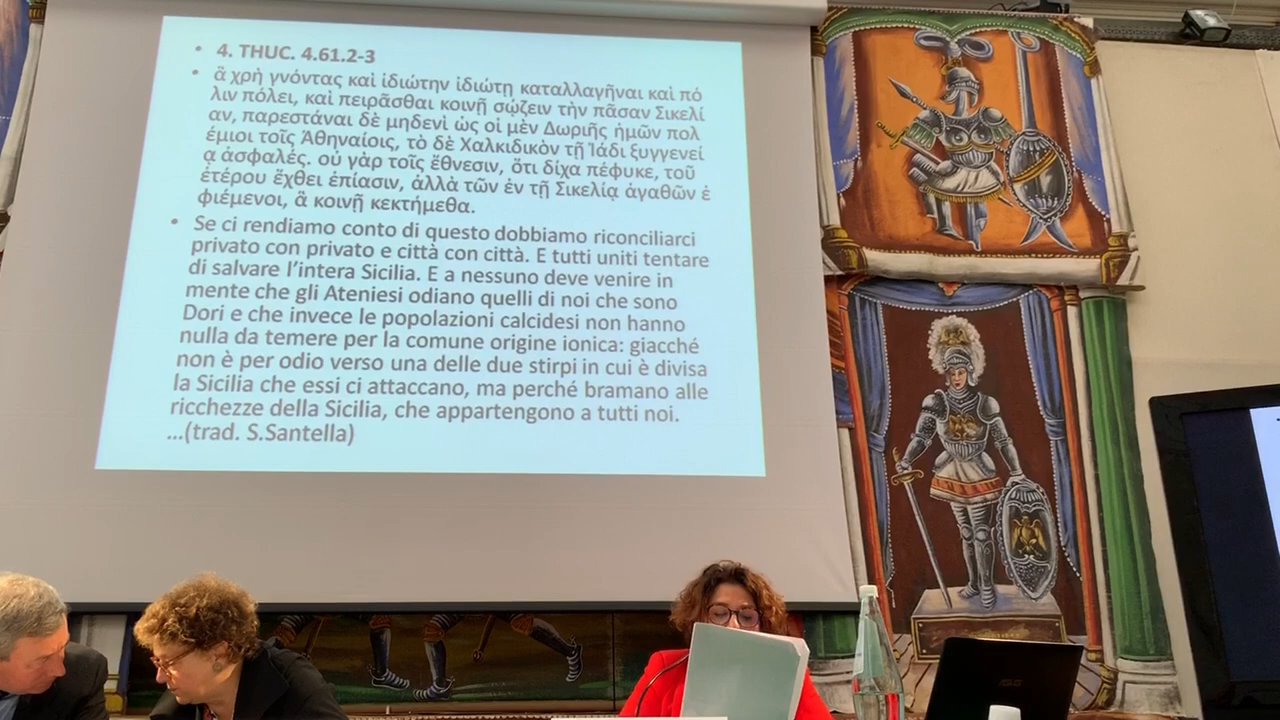 • 4. THUC. 4.61.2-3
• ἃ χρὴ γνόντας καὶ ἰδιώτην ἰδιώτῃ καταλλαγῆναι καὶ πό
λιν πόλει, καὶ πειρᾶσθαι κοινῇ σῴζειν τὴν πᾶσαν Σικελί
αν, παρεστάναι δὲ μηδενὶ ὡς οἱ μὲν Δωριῆς ἡμῶν πολ
έμιοι τοῖς Ἀθηναίοις, τὸ δὲ Χαλκιδικὸν τῇ Ἰάδι ξυγγενεί
ᾳ ἀσφαλές. οὐ γὰρ τοῖς ἔθνεσιν, ὅτι δίχα πέφυκε, τοῦ
ἑτέρου ἔχθει ἐπίασιν, ἀλλὰ τῶν ἐν τῇ Σικελίᾳ ἀγαθῶν ἐ
φιέμενοι, ἃ κοινῇ κεκτήμεθα.
• Se ci rendiamo conto di questo dobbiamo riconciliarci
privato con privato e città con città. E tutti uniti tentare
di salvare l’intera Sicilia. E a nessuno deve venire in
mente che gli Ateniesi odiano quelli di noi che sono
Dori e che invece le popolazioni calcidesi non hanno
nulla da temere per la comune origine ionica: giacché
non è per odio verso una delle due stirpi in cui è divisa
la Sicilia che essi ci attaccano, ma perché bramano alle
ricchezze della Sicilia, che appartengono a tutti noi.
...(trad. S.Santella)
ASUS